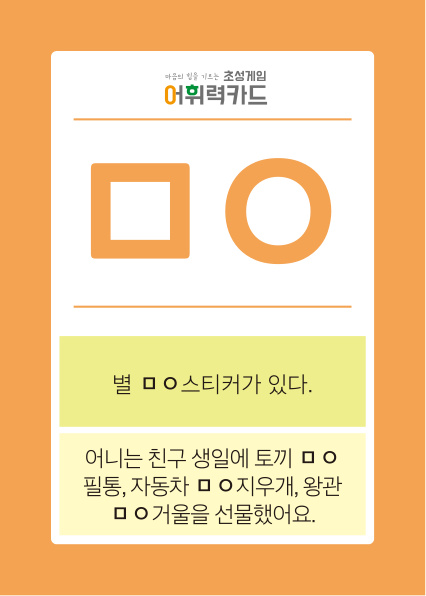 마음의 힘을 기르는 초성게임
어휘력카드
ㅁㅇ
별 ㅁㅇ스티커가 있다.
어니는 친구 생일에 토끼 ㅁㅇ
필통, 자동차 ㅁㅇ지우개, 왕관
ㅁㅇ거울을 선물했어요.